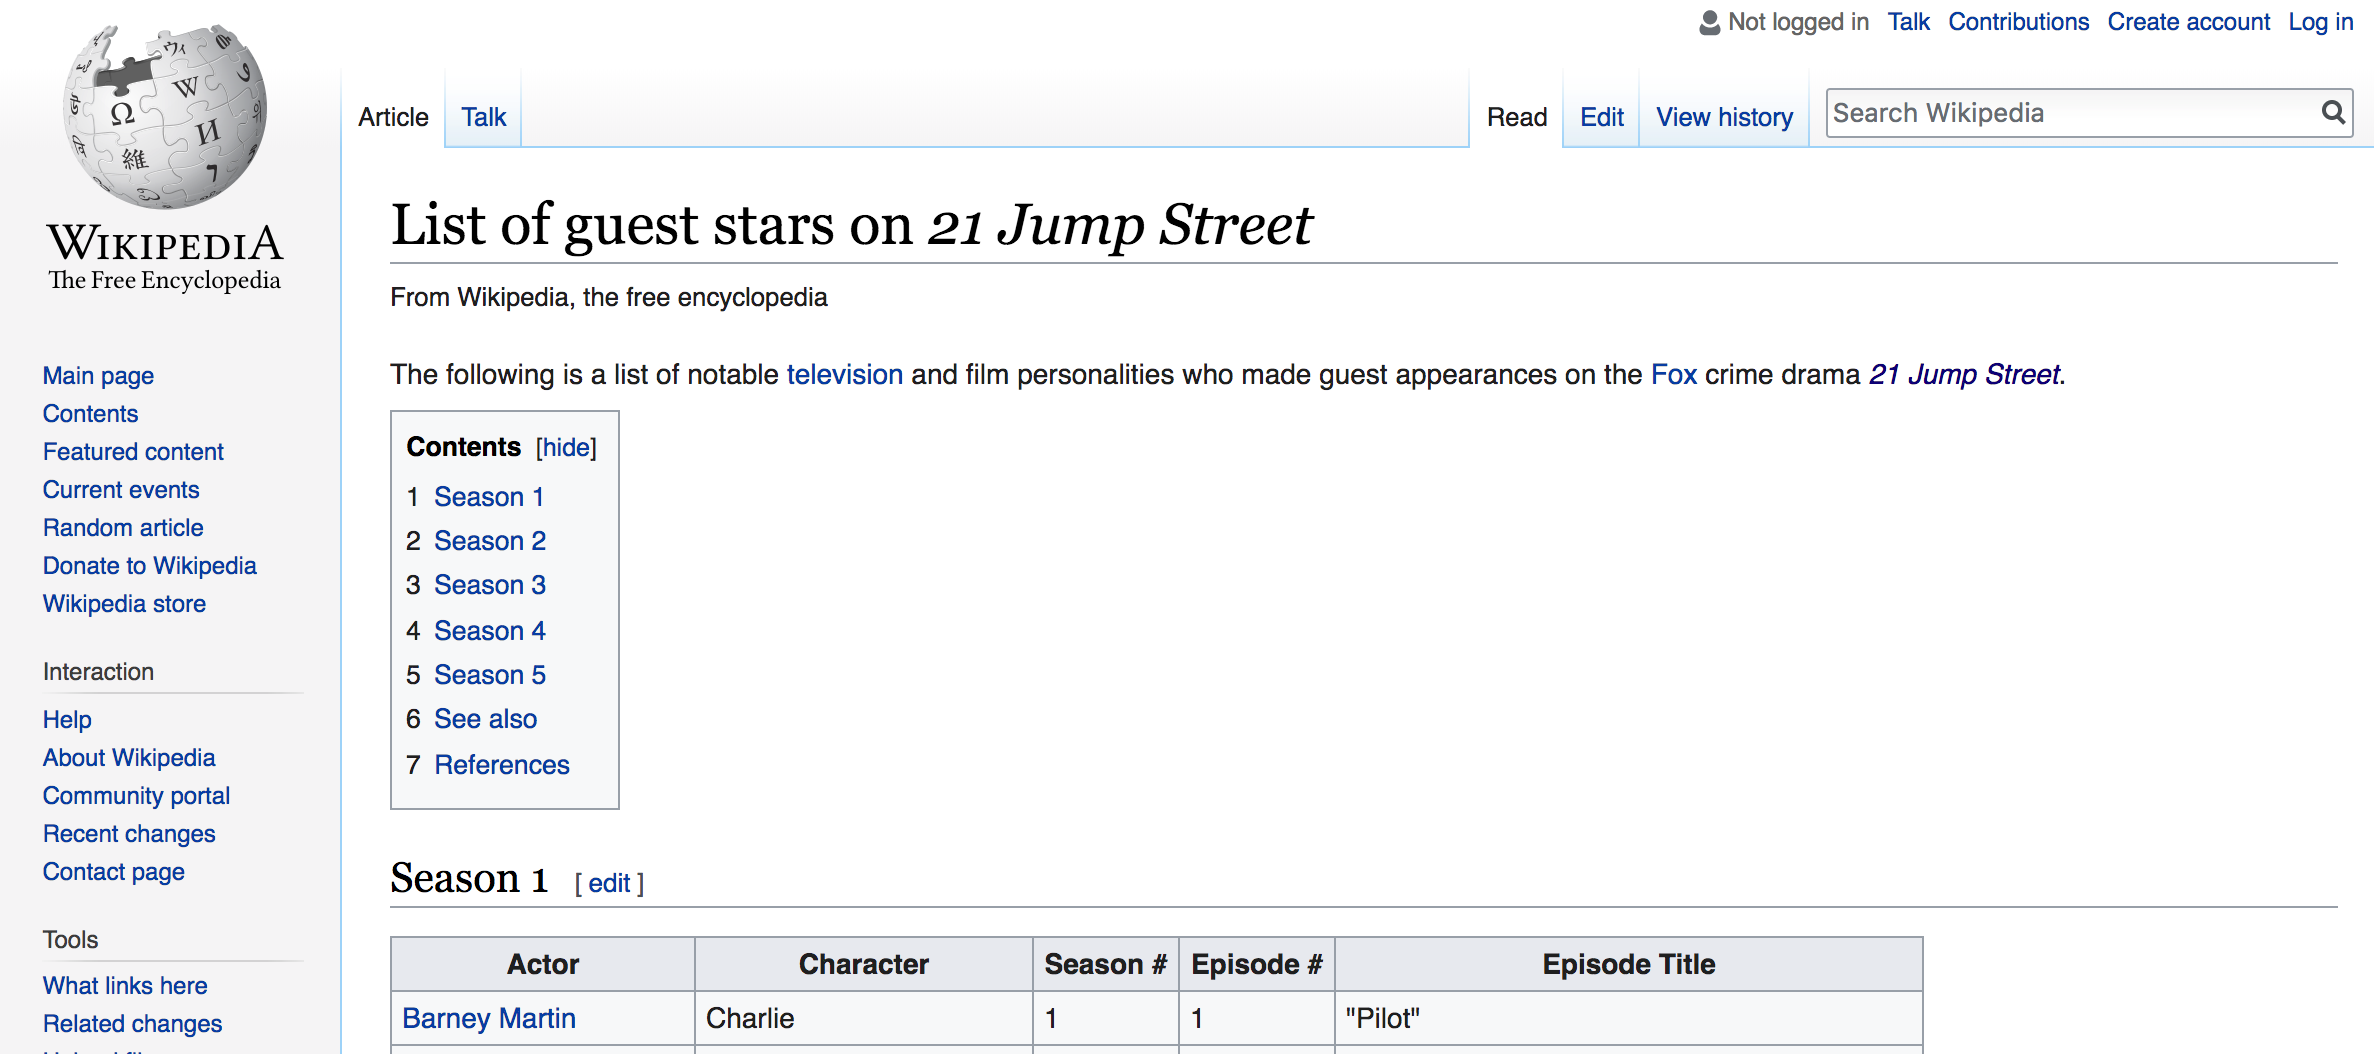 Not logged in Talk Contributions Create account Log in
Article Talk Read Edit View history Search Wikipedia
WIKIPEDIA
The Free Encyclopedia
Main page
Contents
Featured content
Current events
Random article
Donate to Wikipedia
Wikipedia store
Interaction
Help
About Wikipedia
Community portal
Recent changes
Contact page
Tools
What links here
Related changes
List of guest stars on 21 Jump Street
From Wikipedia, the free encyclopedia
The following is a list of notable television and film personalities who made guest appearances on the Fox crime drama 21 Jump Street.
Contents [hide]
1 Season 1
2 Season 2
3 Season 3
4 Season 4
5 Season 5
6 See also
7 References
Season 1 [ edit ]
Actor Character Season # Episode # Episode Title
Barney Martin Charlie 1 1 "Pilot"